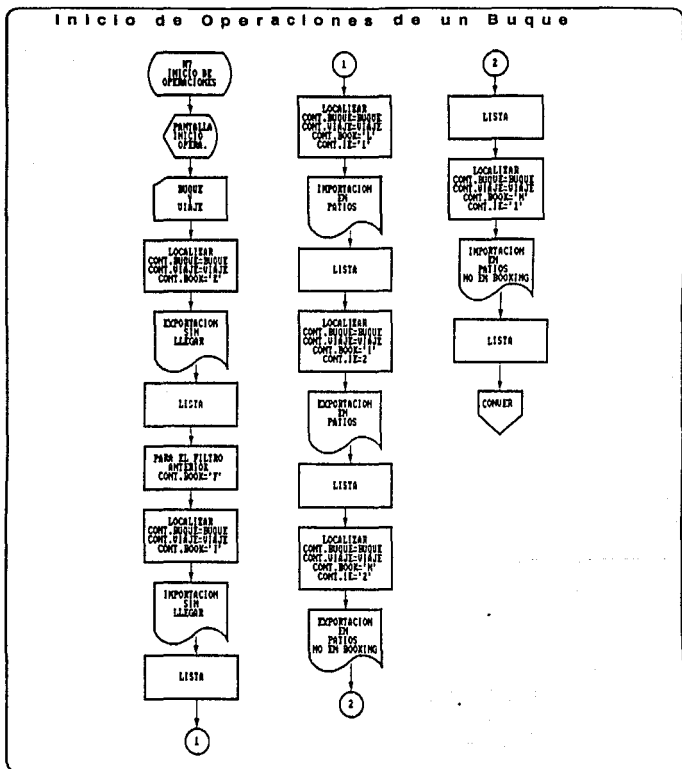 Inicio de Operaciones de un Buque
M7
INICIO DE
OPERACIONES
PANTALLA
INICIO
OPERA.
BUQUE
Y
VIAJE
LOCALIZAR
CONT.BUQUE=BUQUE
CONT.VIAJE=VIAJE
CONT.BOOK='E'
EXPORTACION
SIN
LLEGAR
LISTA
PARA EL FILTRO
ANTERIOR
CONT.BOOK='F'
LOCALIZAR
CONT.BUQUE=BUQUE
CONT.VIAJE=VIAJE
CONT.BOOK='I'
IMPORTACION
SIN
LLEGAR
LISTA
1
1
LOCALIZAR
CONT.BUQUE=BUQUE
CONT.VIAJE=VIAJE
CONT.BOOK='L'
CONT.IE='1'
IMPORTACION
EN
PATIOS
LISTA
LOCALIZAR
CONT.BUQUE=BUQUE
CONT.VIAJE=VIAJE
CONT.BOOK='I'
CONT.IE=2
EXPORTACION
EN
PATIOS
LISTA
LOCALIZAR
CONT.BUQUE=BUQUE
CONT.VIAJE=VIAJE
CONT.BOOK='N'
CONT.IE='2'
EXPORTACION
EN
PATIOS
NO EN BOOKING
2
2
LISTA
LOCALIZAR
CONT.BUQUE=BUQUE
CONT.VIAJE=VIAJE
CONT.BOOK='N'
CONT.IE='1'
IMPORTACION
EN
PATIOS
NO EN BOOKING
LISTA
CONVER